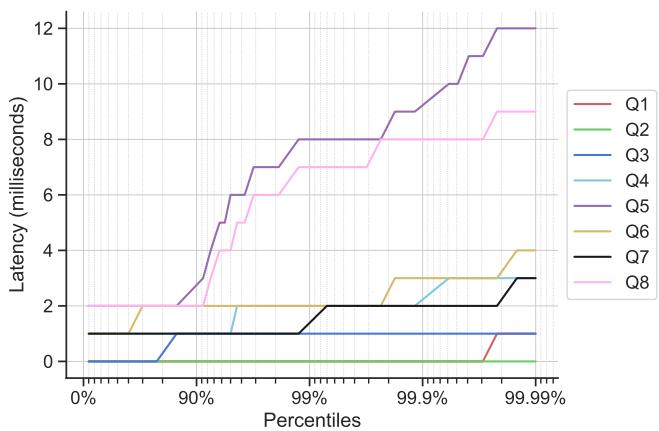 12
10
8
6
4
2
0
Latency (milliseconds)
0% 90% 99% 99.9% 99.99%
Percentiles
Q1
Q2
Q3
Q4
Q5
Q6
Q7
Q8